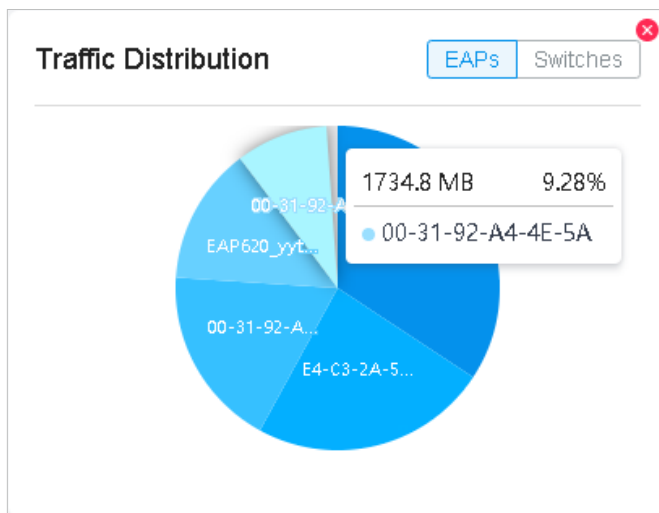 Traffic Distribution
EAPs
Switches
1734.8 MB 9.28%
00-31-92-A4-4E-5A
00-31-92-A
EAP620_yyt...
00-31-92-A...
E4-C3-2A-5...